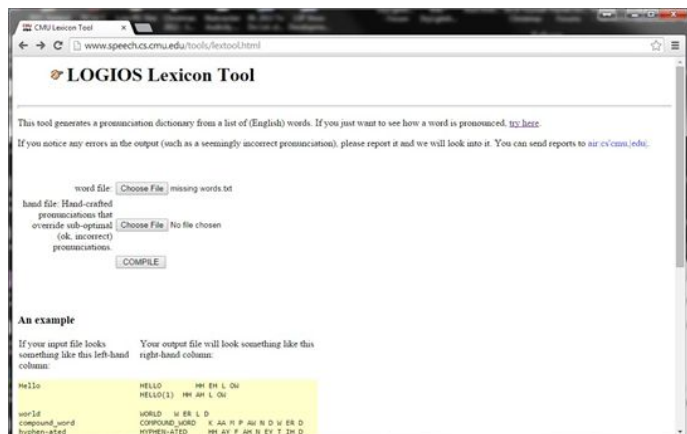 CMU Lexicon Tool
www.speech.cs.cmu.edu/tools/lextool.html
LOGIOS Lexicon Tool
This tool generates a pronunciation dictionary from a list of (English) words. If you just want to see how a word is pronounced, try here.
If you notice any errors in the output (such as a seemingly incorrect pronunciation), please report it and we will look into it. You can send reports to air cs'cmu.|edu|.
word file: Choose File missing words.txt
hand file: Hand-crafted
pronunciations that
override sub-optimal Choose File No file chosen
(ok, incorrect)
pronunciations.
COMPILE
An example
If your input file looks Your output file will look something like this
something like this left-hand right-hand column:
column:
Hello HELLO HH EH L OW
HELLO(1) HH AH L OW
world WORLD W ER L D
compound_word COMPOUND_WORD K AA M P AW N D W ER D
hyphen-ated HYPHEN-ATED HH AY F AH N EY T IH D